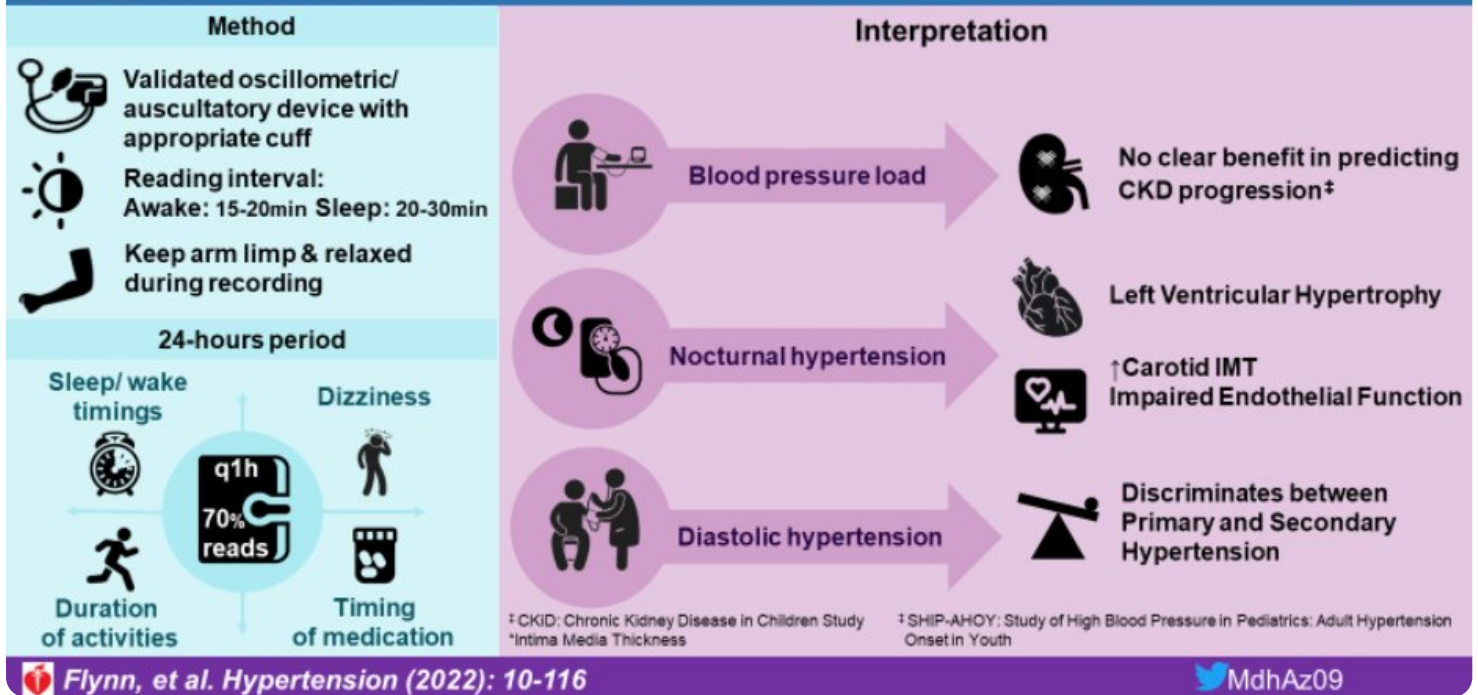 Method
Validated oscillometric/
auscultatory device with
appropriate cuff
Reading interval:
Awake: 15-20min Sleep: 20-30min
Keep arm limp & relaxed
during recording
24-hours period
Sleep/ wake
timings
Dizziness
q1h
70%
reads
Duration
of activities
Timing
of medication
Interpretation
Blood pressure load
No clear benefit in predicting
CKD progression‡
Nocturnal hypertension
Left Ventricular Hypertrophy
↑Carotid IMT
Impaired Endothelial Function
Diastolic hypertension
Discriminates between
Primary and Secondary
Hypertension
‡ CKiD: Chronic Kidney Disease in Children Study
*Intima Media Thickness
‡ SHIP-AHOY: Study of High Blood Pressure in Pediatrics: Adult Hypertension
Onset in Youth
Flynn, et al. Hypertension (2022): 10-116
MdhAz09